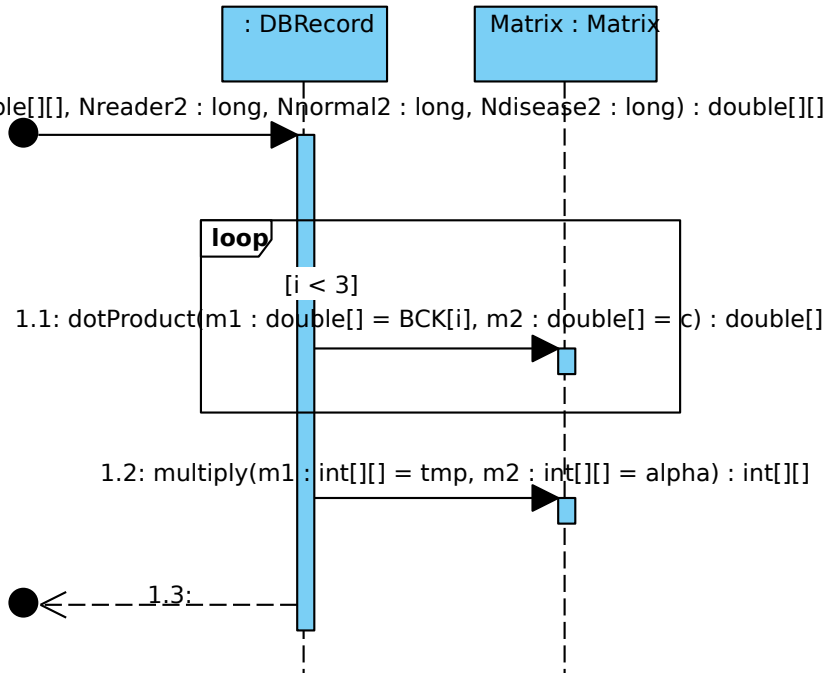 : DBRecord
Matrix : Matrix
ble[][], Nreader2 : long, Nnormal2 : long, Ndisease2 : long) : double[][]
loop
[i < 3]
1.1: dotProduct(m1 : double[] = BCK[i], m2 : double[] = c) : double[]
1.2: multiply(m1 : int[][] = tmp, m2 : int[][] = alpha) : int[][]
1.3: